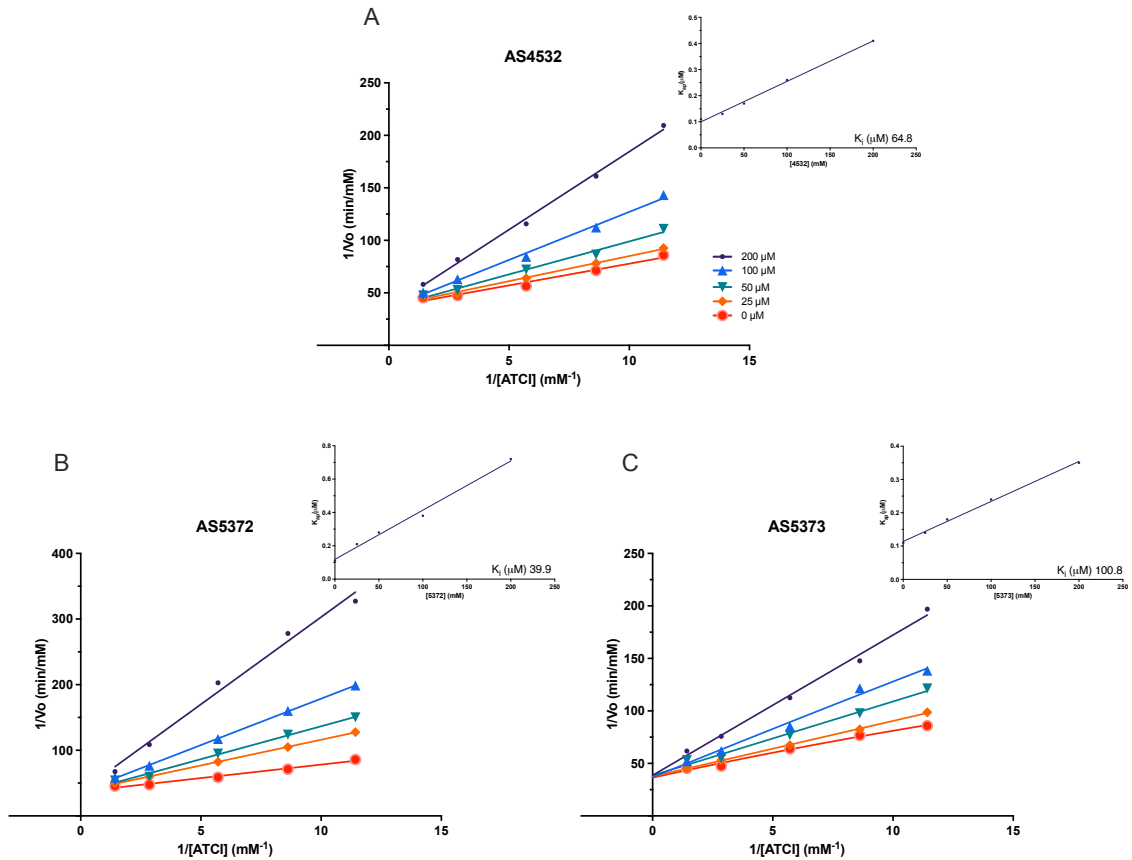 A
AS4532
250
200
150
100
50
1/Vo (min/mM)
0
5
10
15
1/[ATCI] (mM-1)
0.5
0.4
0.3
0.2
0.1
0.0
Kap(μM)
0
50
100
150
200
250
[4532] (mM)
Ki (μM) 64.8
200 μM
100 μM
50 μM
25 μM
0 μM
B
AS5372
400
300
200
100
1/Vo (min/mM)
0
5
10
15
1/[ATCI] (mM-1)
0.8
0.6
0.4
0.2
0.0
Kap(μM)
0
50
100
150
200
250
[5372] (mM)
Ki (μM) 39.9
C
AS5373
250
200
150
100
50
1/Vo (min/mM)
0
5
10
15
1/[ATCI] (mM-1)
0.4
0.3
0.2
0.1
0.0
Kap(μM)
0
50
100
150
200
250
[5373] (mM)
Ki (μM) 100.8